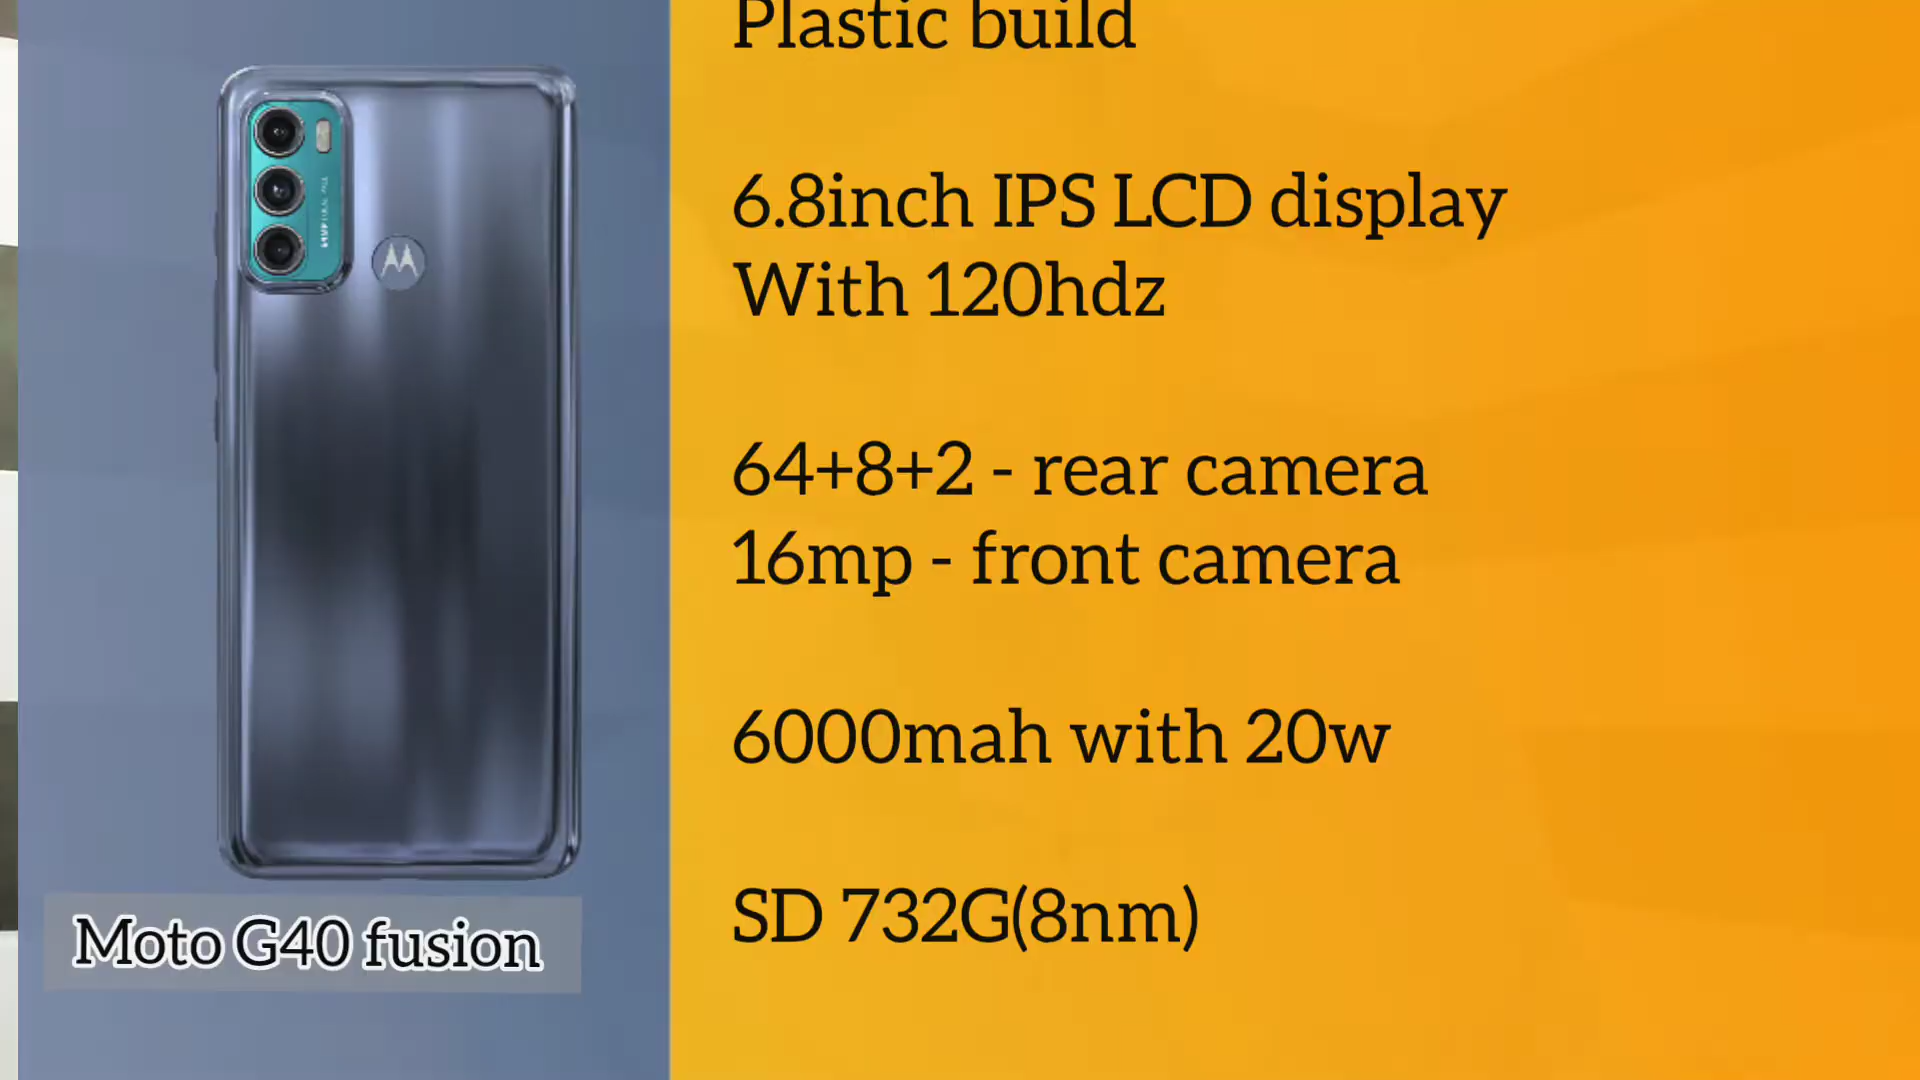 Plastic build
6.8inch IPS LCD display
With 120hdz
64+8+2 - rear camera
16mp - front camera
6000mah with 20w
SD 732G(8nm)
Moto G40 fusion